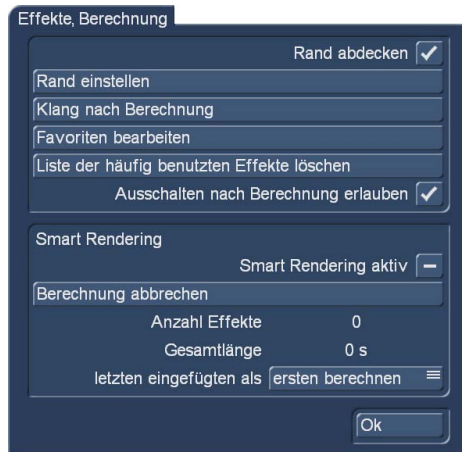 Effekte, Berechnung
Rand abdecken
Rand einstellen
Klang nach Berechnung
Favoriten bearbeiten
Liste der häufig benutzten Effekte löschen
Ausschalten nach Berechnung erlauben
Smart Rendering
Smart Rendering aktiv
Berechnung abbrechen
Anzahl Effekte 0
Gesamtlänge 0 s
letzten eingefügten als ersten berechnen
Ok